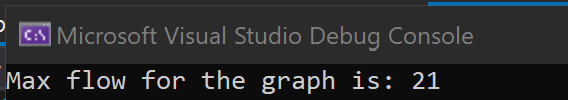 Microsoft Visual Studio Debug Console
Max flow for the graph is: 21